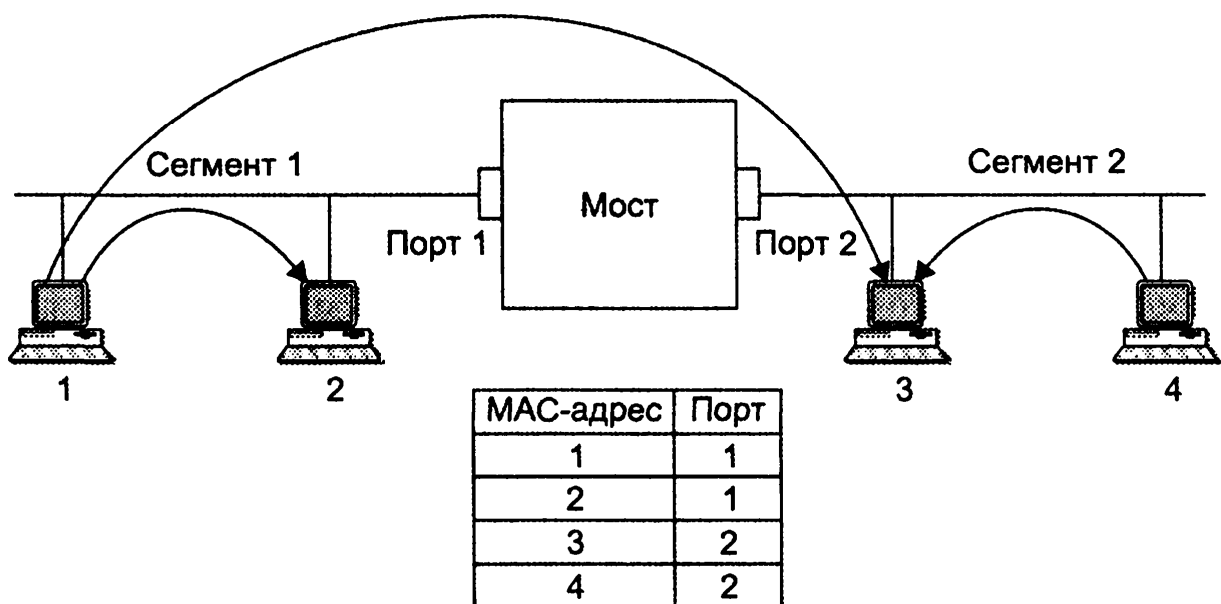 Сегмент 1
Сегмент 2
Мост
Порт 1
Порт 2
1
2
3
4
МАС-адрес Порт
1 1
2 1
3 2
4 2